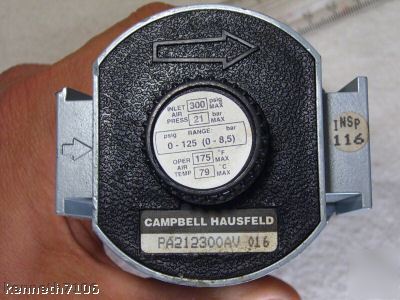 INLET 300 psig MAX
AIR
PRESS 21 bar MAX
psig RANGE: bar
0 - 125 (0 - 8,5)
OPER 175 °F MAX
AIR
TEMP 79 °C MAX
INSP
116
CAMPBELL HAUSFELD
PA212300AV 016
kenneth7106